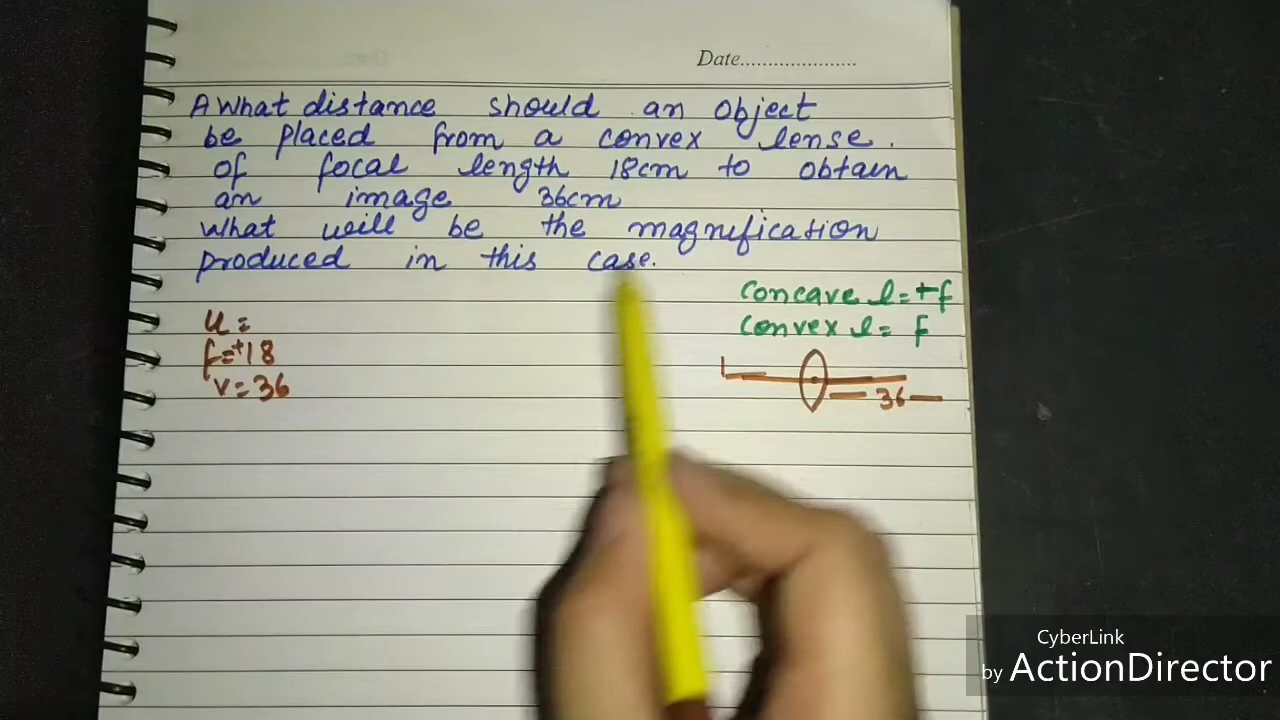 Date.....................
A what distance should an object
be placed from a convex lense.
of focal length 18cm to obtain
an image 36cm
what will be the magnification
produced in this case.
concave l=+f
convex l= f
u=
f=+18
v=36
36
CyberLink
by ActionDirector